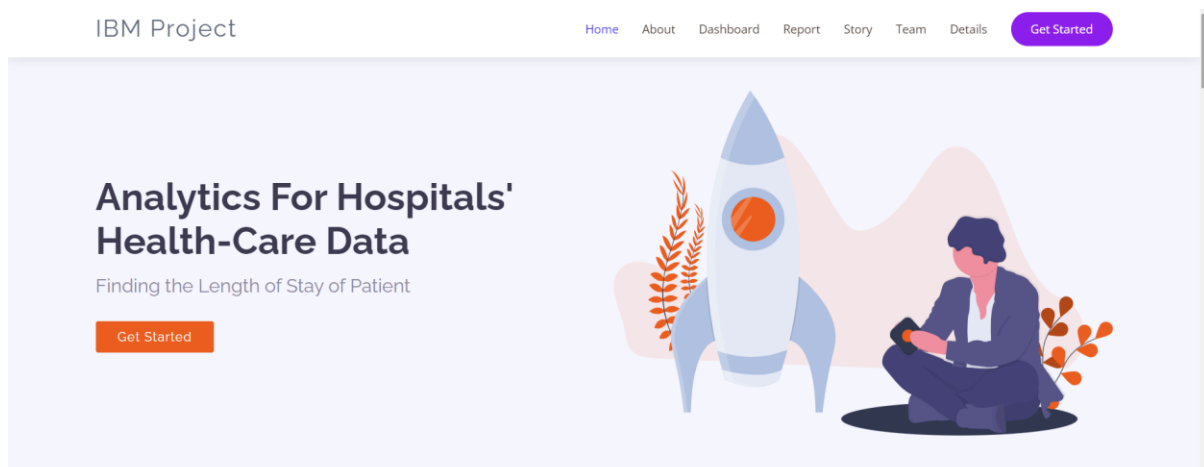 IBM Project
Home About Dashboard Report Story Team Details Get Started
Analytics For Hospitals'
Health-Care Data
Finding the Length of Stay of Patient
Get Started